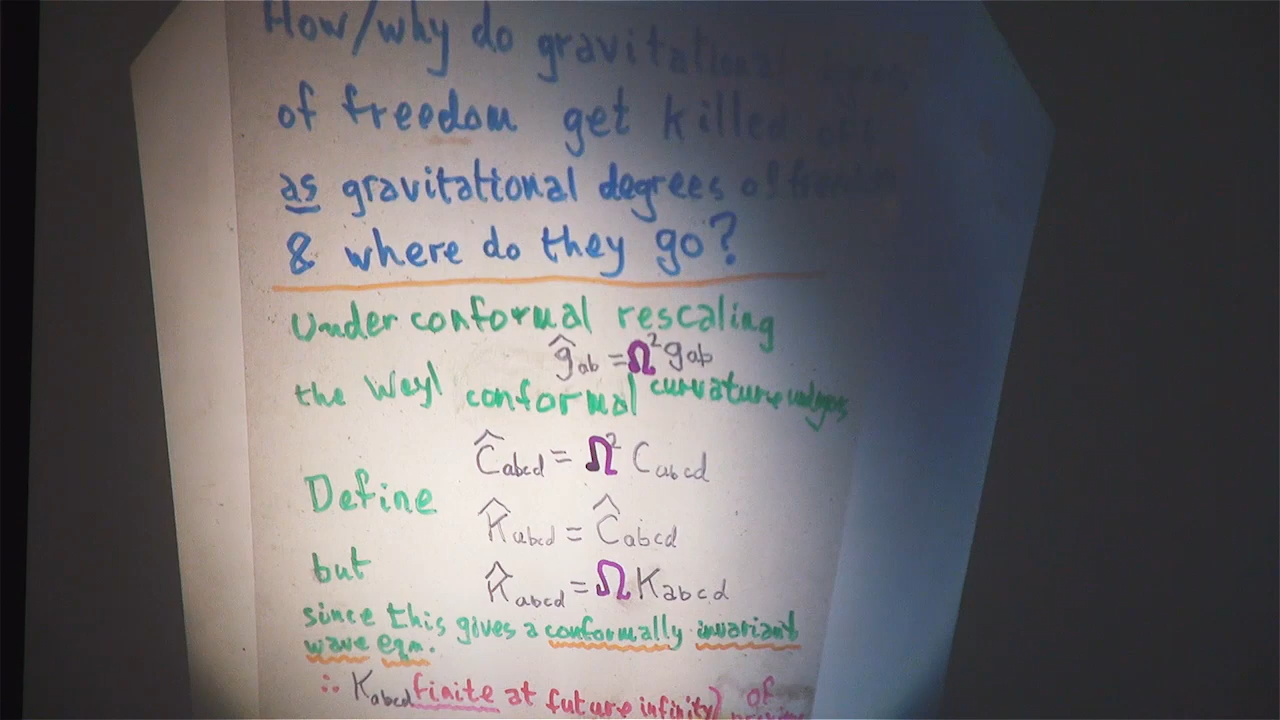 How/why do gravitational
of freedom get killed
as gravitational degrees of
& where do they go?
Under conformal rescaling
ĝab = Ω²gab
the Weyl conformal curvature
Ĉabcd = Ω² Cabcd
Define
K̂abcd = Ĉabcd
but
K̂abcd = Ω Kabcd
since this gives a conformally invariant
wave eqn.
∴ Kabcd finite at future infinity) of